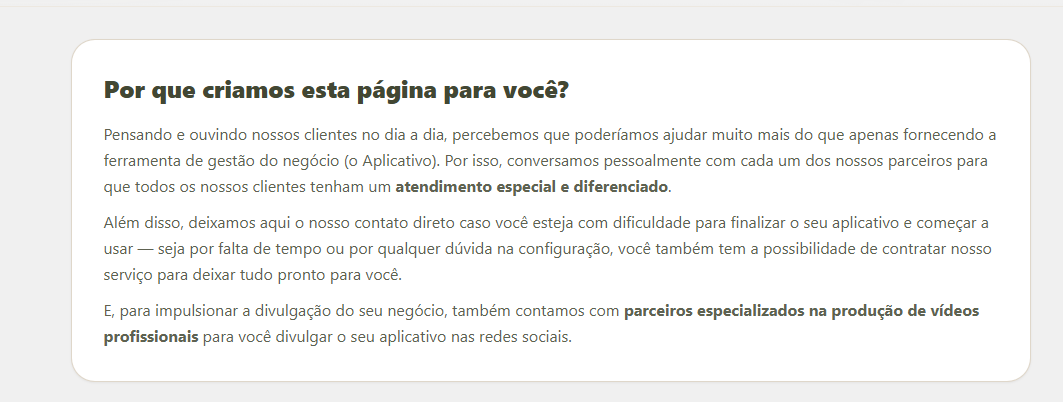 Por que criamos esta página para você?
Pensando e ouvindo nossos clientes no dia a dia, percebemos que poderíamos ajudar muito mais do que apenas fornecendo a
ferramenta de gestão do negócio (o Aplicativo). Por isso, conversamos pessoalmente com cada um dos nossos parceiros para
que todos os nossos clientes tenham um atendimento especial e diferenciado.
Além disso, deixamos aqui o nosso contato direto caso você esteja com dificuldade para finalizar o seu aplicativo e começar a
usar — seja por falta de tempo ou por qualquer dúvida na configuração, você também tem a possibilidade de contratar nosso
serviço para deixar tudo pronto para você.
E, para impulsionar a divulgação do seu negócio, também contamos com parceiros especializados na produção de vídeos
profissionais para você divulgar o seu aplicativo nas redes sociais.